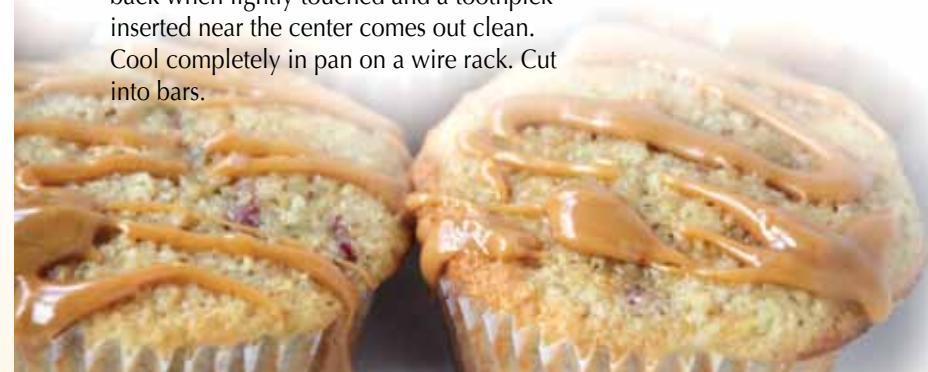 back when lightly touched and a toothpick
inserted near the center comes out clean.
Cool completely in pan on a wire rack. Cut
into bars.